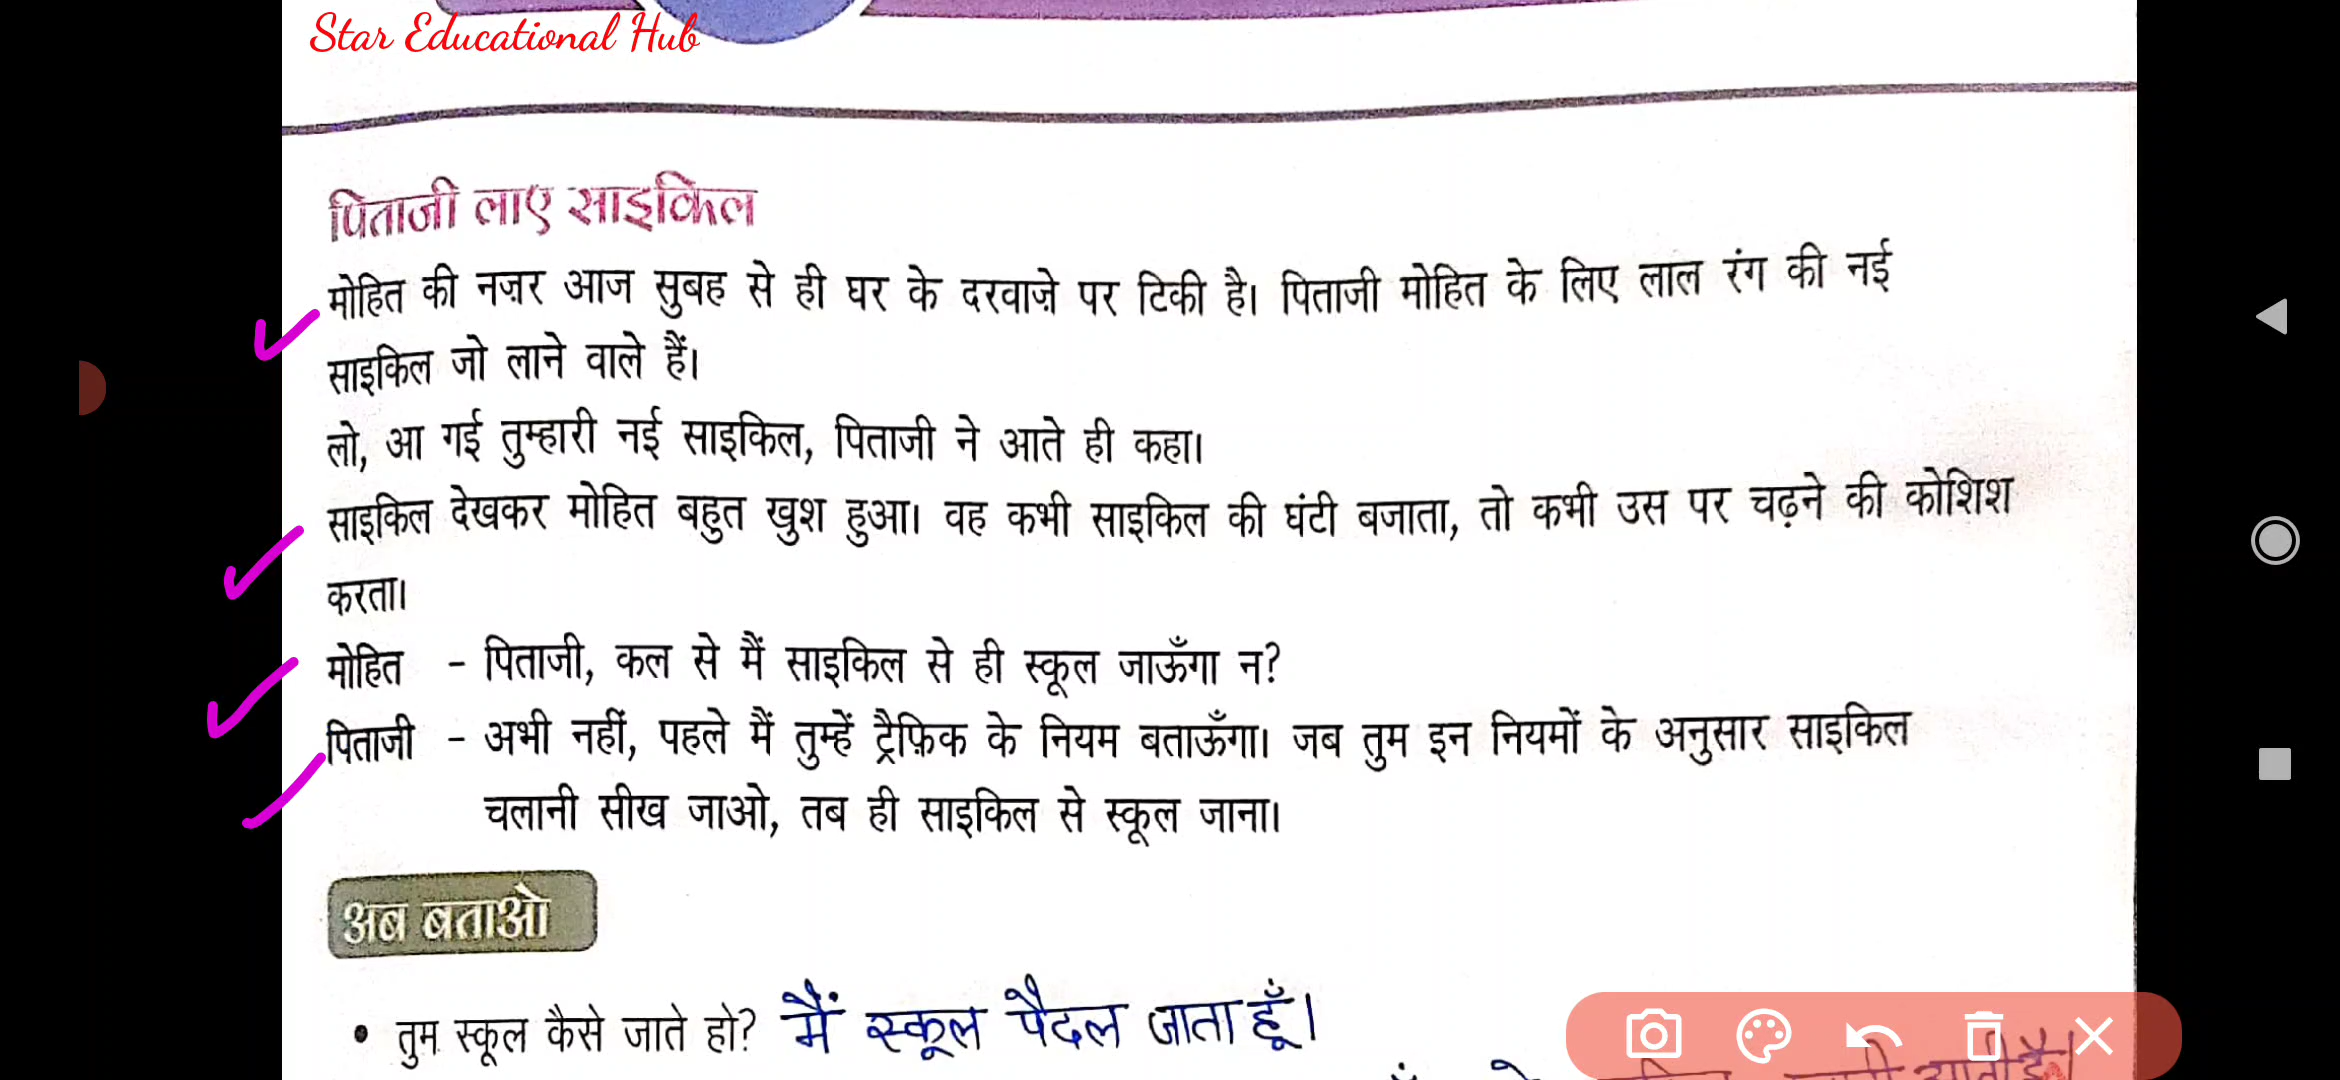 Star Educational Hub
पिताजी लाए साइकिल
मोहित की नज़र आज सुबह से ही घर के दरवाज़े पर टिकी है। पिताजी मोहित के लिए लाल रंग की नई
साइकिल जो लाने वाले हैं।
लो, आ गई तुम्हारी नई साइकिल, पिताजी ने आते ही कहा।
साइकिल देखकर मोहित बहुत खुश हुआ। वह कभी साइकिल की घंटी बजाता, तो कभी उस पर चढ़ने की कोशिश
करता।
मोहित - पिताजी, कल से मैं साइकिल से ही स्कूल जाऊँगा न?
पिताजी - अभी नहीं, पहले मैं तुम्हें ट्रैफ़िक के नियम बताऊँगा। जब तुम इन नियमों के अनुसार साइकिल
चलानी सीख जाओ, तब ही साइकिल से स्कूल जाना।
अब बताओ
• तुम स्कूल कैसे जाते हो? मैं स्कूल पैदल जाता हूँ।
आती है।